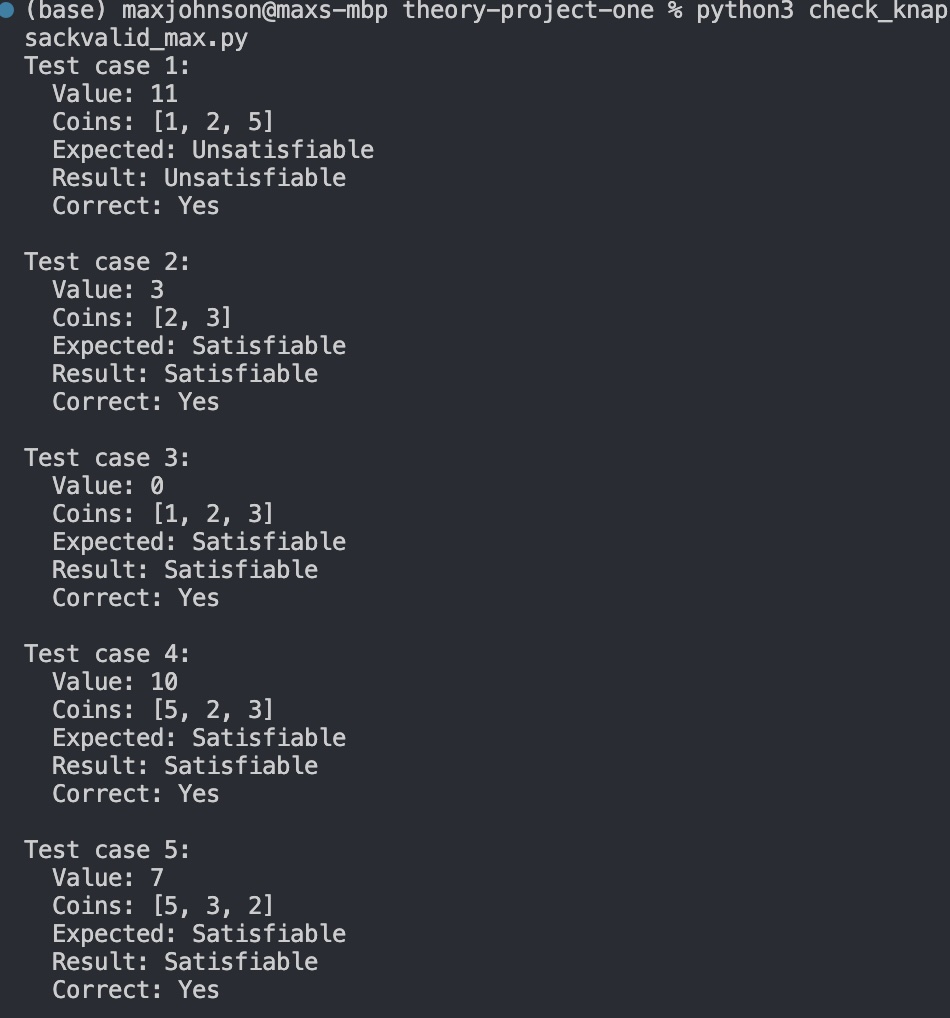 (base) maxjohnson@maxs-mbp theory-project-one % python3 check_knap
sackvalid_max.py
Test case 1:
  Value: 11
  Coins: [1, 2, 5]
  Expected: Unsatisfiable
  Result: Unsatisfiable
  Correct: Yes

Test case 2:
  Value: 3
  Coins: [2, 3]
  Expected: Satisfiable
  Result: Satisfiable
  Correct: Yes

Test case 3:
  Value: 0
  Coins: [1, 2, 3]
  Expected: Satisfiable
  Result: Satisfiable
  Correct: Yes

Test case 4:
  Value: 10
  Coins: [5, 2, 3]
  Expected: Satisfiable
  Result: Satisfiable
  Correct: Yes

Test case 5:
  Value: 7
  Coins: [5, 3, 2]
  Expected: Satisfiable
  Result: Satisfiable
  Correct: Yes